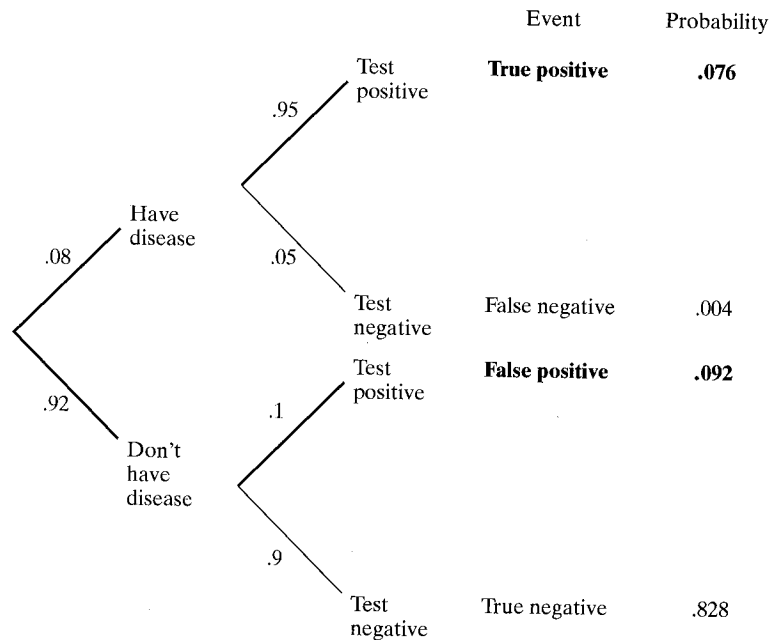 Event Probability
Test
positive
True positive .076
.95
Have
disease
.08
.05
Test
negative
False negative .004
Test
positive
False positive .092
.92
.1
Don't
have
disease
.9
Test
negative
True negative .828